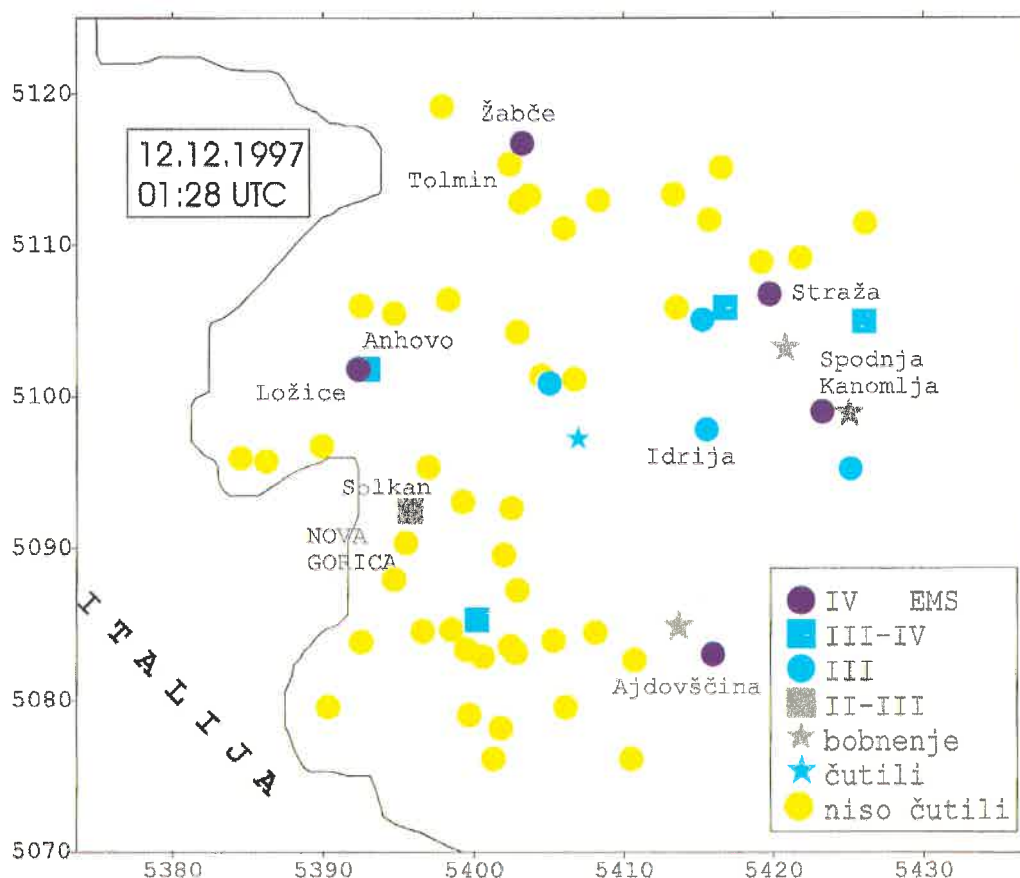 5120
5110
5100
5090
5080
5070
5380
5390
5400
5410
5420
5430
12.12.1997
01:28 UTC
Žabče
Tolmin
Straža
Anhovo
Ložice
Spodnja
Kanomlja
Idrija
Solkan
NOVA
GORICA
Ajdovščina
ITALIJA
IV EMS
III-IV
III
II-III
bobnenje
čutili
niso čutili